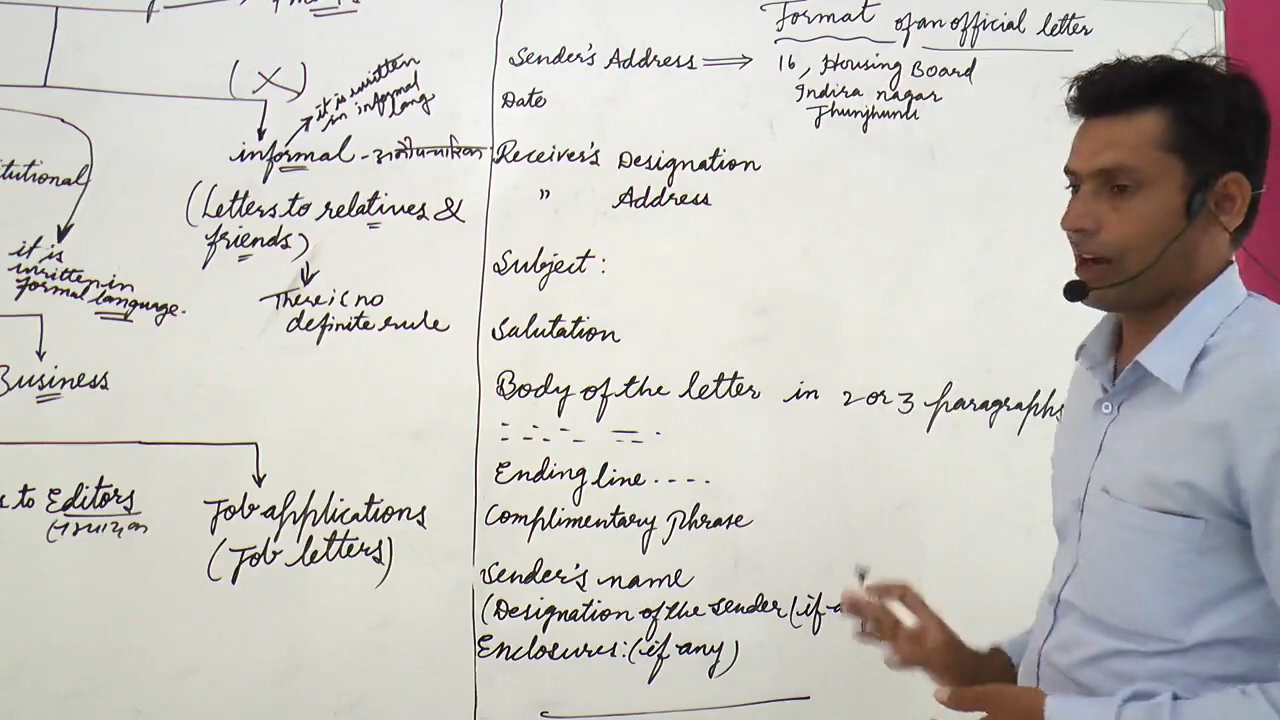 (X)
it is written
in informal
lang
informal - अनौपचारिक
(Letters to relatives &
friends)
There is no
definite rule
tutional
it is
written in
formal language.
Business
to Editors
Job applications
(Job letters)
Format of an official letter
Sender's Address ⇒ 16, Housing Board
Indira nagar
Jhunjhunu
Date
Receiver's Designation
" Address
Subject :
Salutation
Body of the letter in 2 or 3 paragraphs
Ending line ....
Complimentary Phrase
Sender's name
(Designation of the sender (if a
Enclosures: (if any)